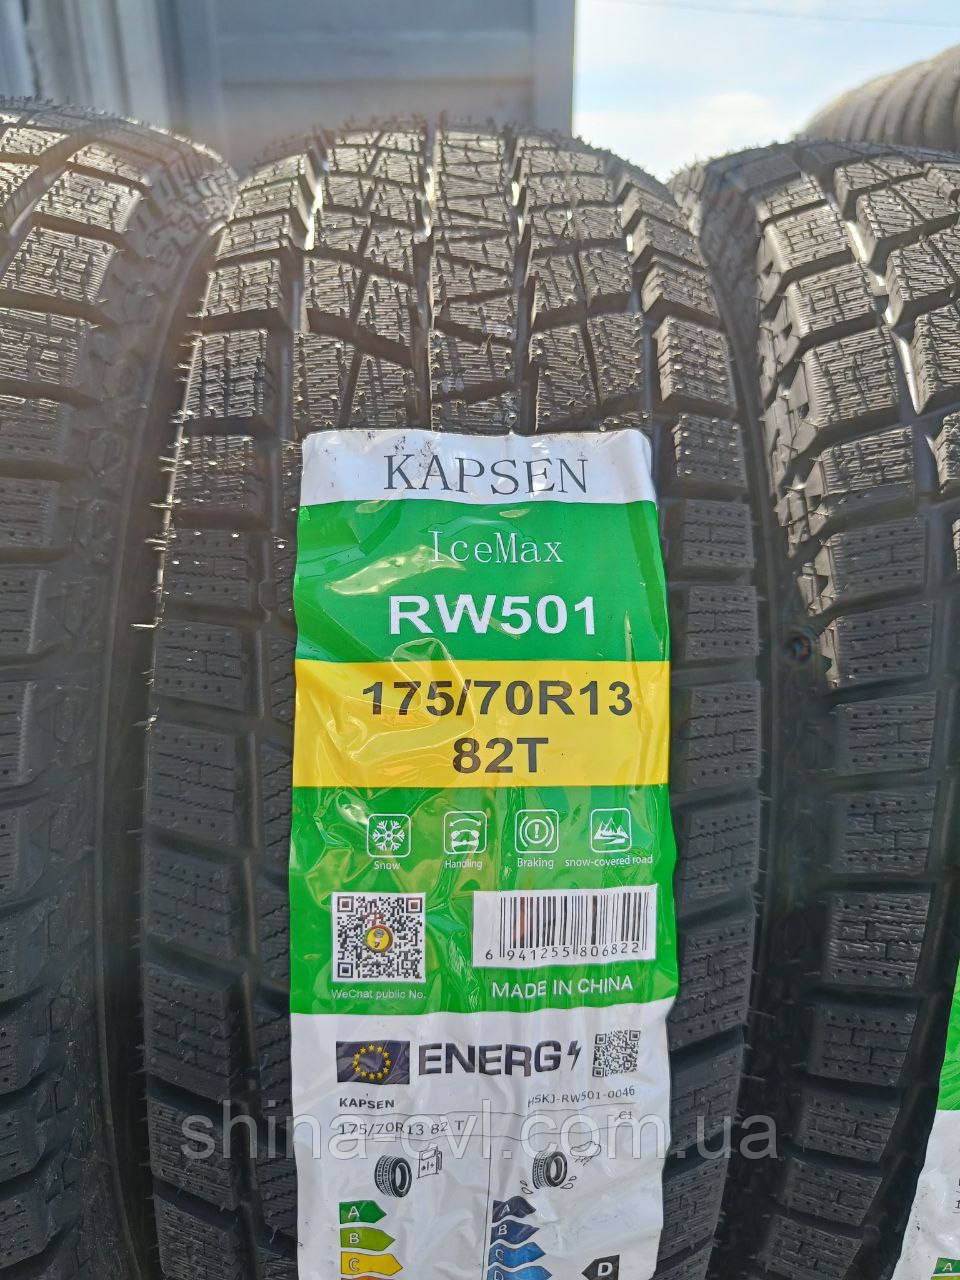 KAPSEN
IceMax
RW501
175/70R13
82T
Snow Handling Braking snow-covered road
6 941255 806822
WeChat public No.
MADE IN CHINA
ENERG
HSKJ-RW501-0046
KAPSEN
C1
175/70R13 82 T
shina-cvl.com.ua
A A
B B
C C
D
A